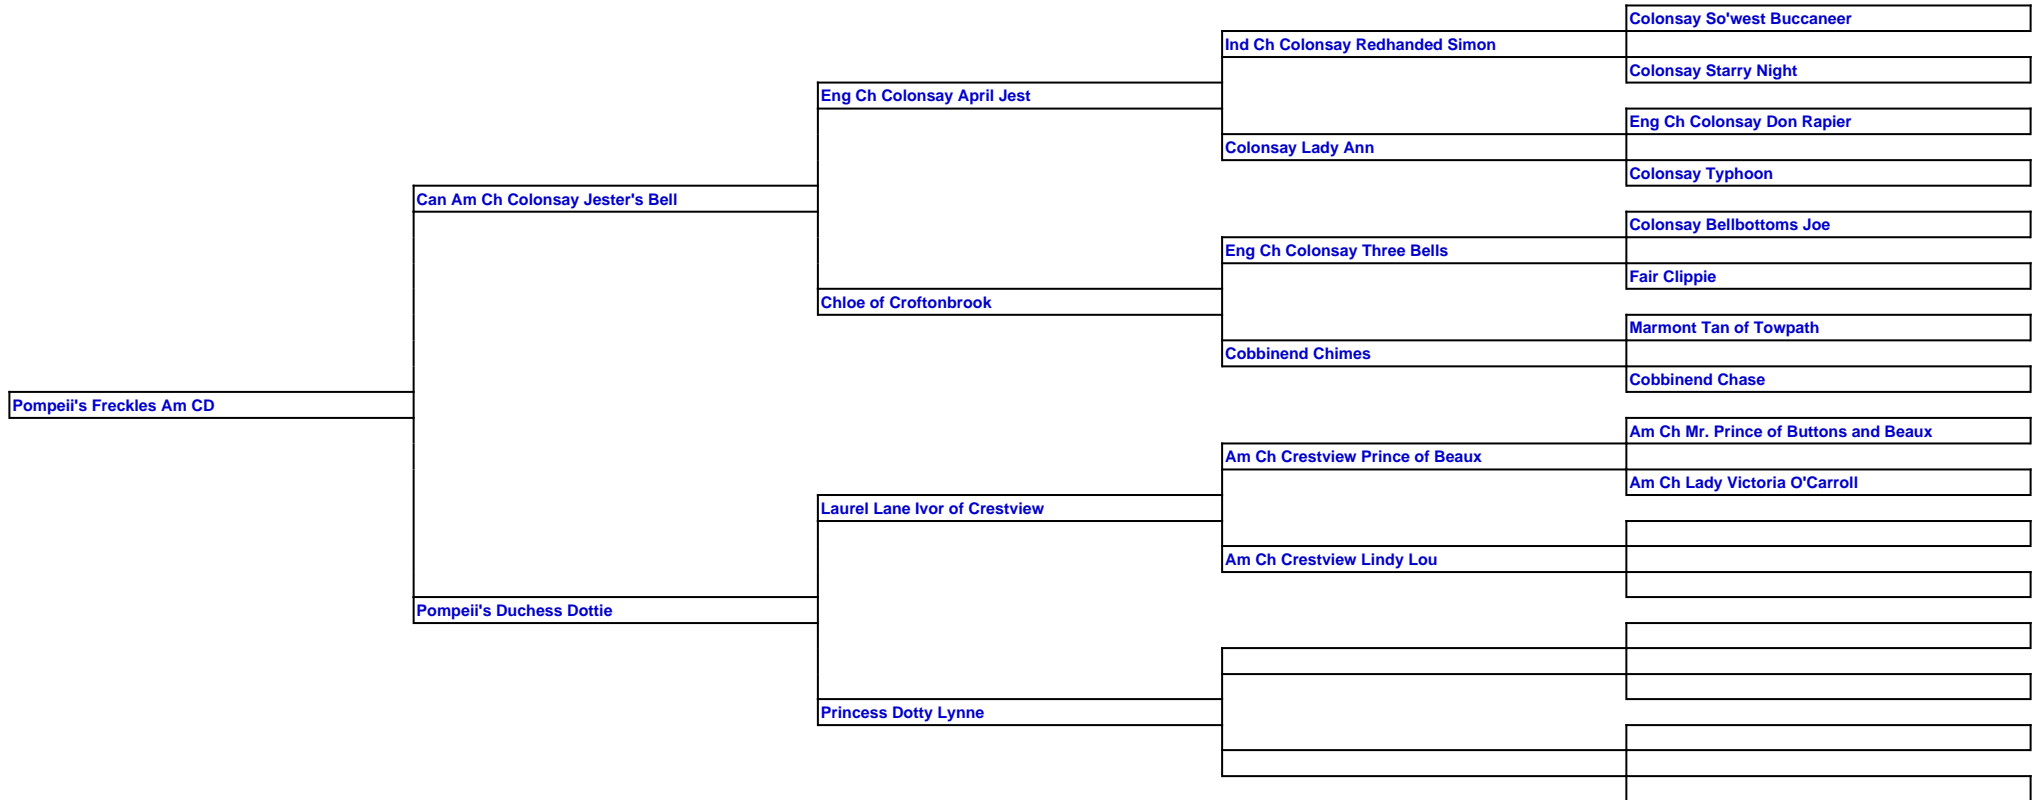 Colonsay So'west Buccaneer
Ind Ch Colonsay Redhanded Simon
Colonsay Starry Night
Eng Ch Colonsay April Jest
Eng Ch Colonsay Don Rapier
Colonsay Lady Ann
Colonsay Typhoon
Can Am Ch Colonsay Jester's Bell
Colonsay Bellbottoms Joe
Eng Ch Colonsay Three Bells
Fair Clippie
Chloe of Croftonbrook
Marmont Tan of Towpath
Cobbinend Chimes
Cobbinend Chase
Pompeii's Freckles Am CD
Am Ch Mr. Prince of Buttons and Beaux
Am Ch Crestview Prince of Beaux
Am Ch Lady Victoria O'Carroll
Laurel Lane Ivor of Crestview
Am Ch Crestview Lindy Lou
Pompeii's Duchess Dottie
Princess Dotty Lynne